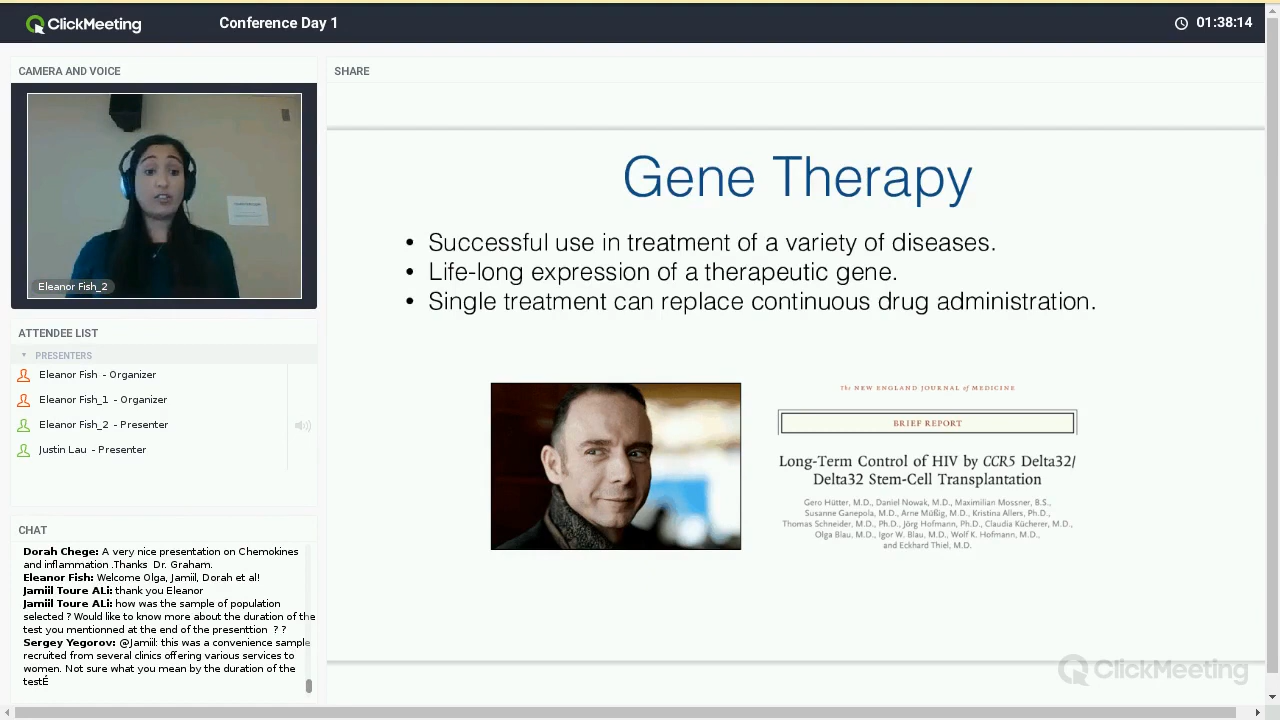 ClickMeeting
Conference Day 1
01:38:14
CAMERA AND VOICE
Eleanor Fish_2
ATTENDEE LIST
PRESENTERS
Eleanor Fish - Organizer
Eleanor Fish_1 - Organizer
Eleanor Fish_2 - Presenter
Justin Lau - Presenter
CHAT
Dorah Chege: A very nice presentation on Chemokines
and inflammation .Thanks Dr. Graham.
Eleanor Fish: Welcome Olga, Jamiil, Dorah et al!
Jamiil Toure ALi: thank you Eleanor
Jamiil Toure ALi: how was the sample of population
selected ? Would like to know more about the duration of the
test you mentionned at the end of the presenttion ? ?
Sergey Yegorov: @Jamiil: this was a convenience sample
recruited from several clinics offering various services to
women. Not sure what you mean by the duration of the
testÉ
SHARE
Gene Therapy
• Successful use in treatment of a variety of diseases.
• Life-long expression of a therapeutic gene.
• Single treatment can replace continuous drug administration.
The NEW ENGLAND JOURNAL of MEDICINE
BRIEF REPORT
Long-Term Control of HIV by CCR5 Delta32/
Delta32 Stem-Cell Transplantation
Gero Hütter, M.D., Daniel Nowak, M.D., Maximilian Mossner, B.S.,
Susanne Ganepola, M.D., Arne Müßig, M.D., Kristina Allers, Ph.D.,
Thomas Schneider, M.D., Ph.D., Jörg Hofmann, Ph.D., Claudia Kücherer, M.D.,
Olga Blau, M.D., Igor W. Blau, M.D., Wolf K. Hofmann, M.D.,
and Eckhard Thiel, M.D.
ClickMeeting